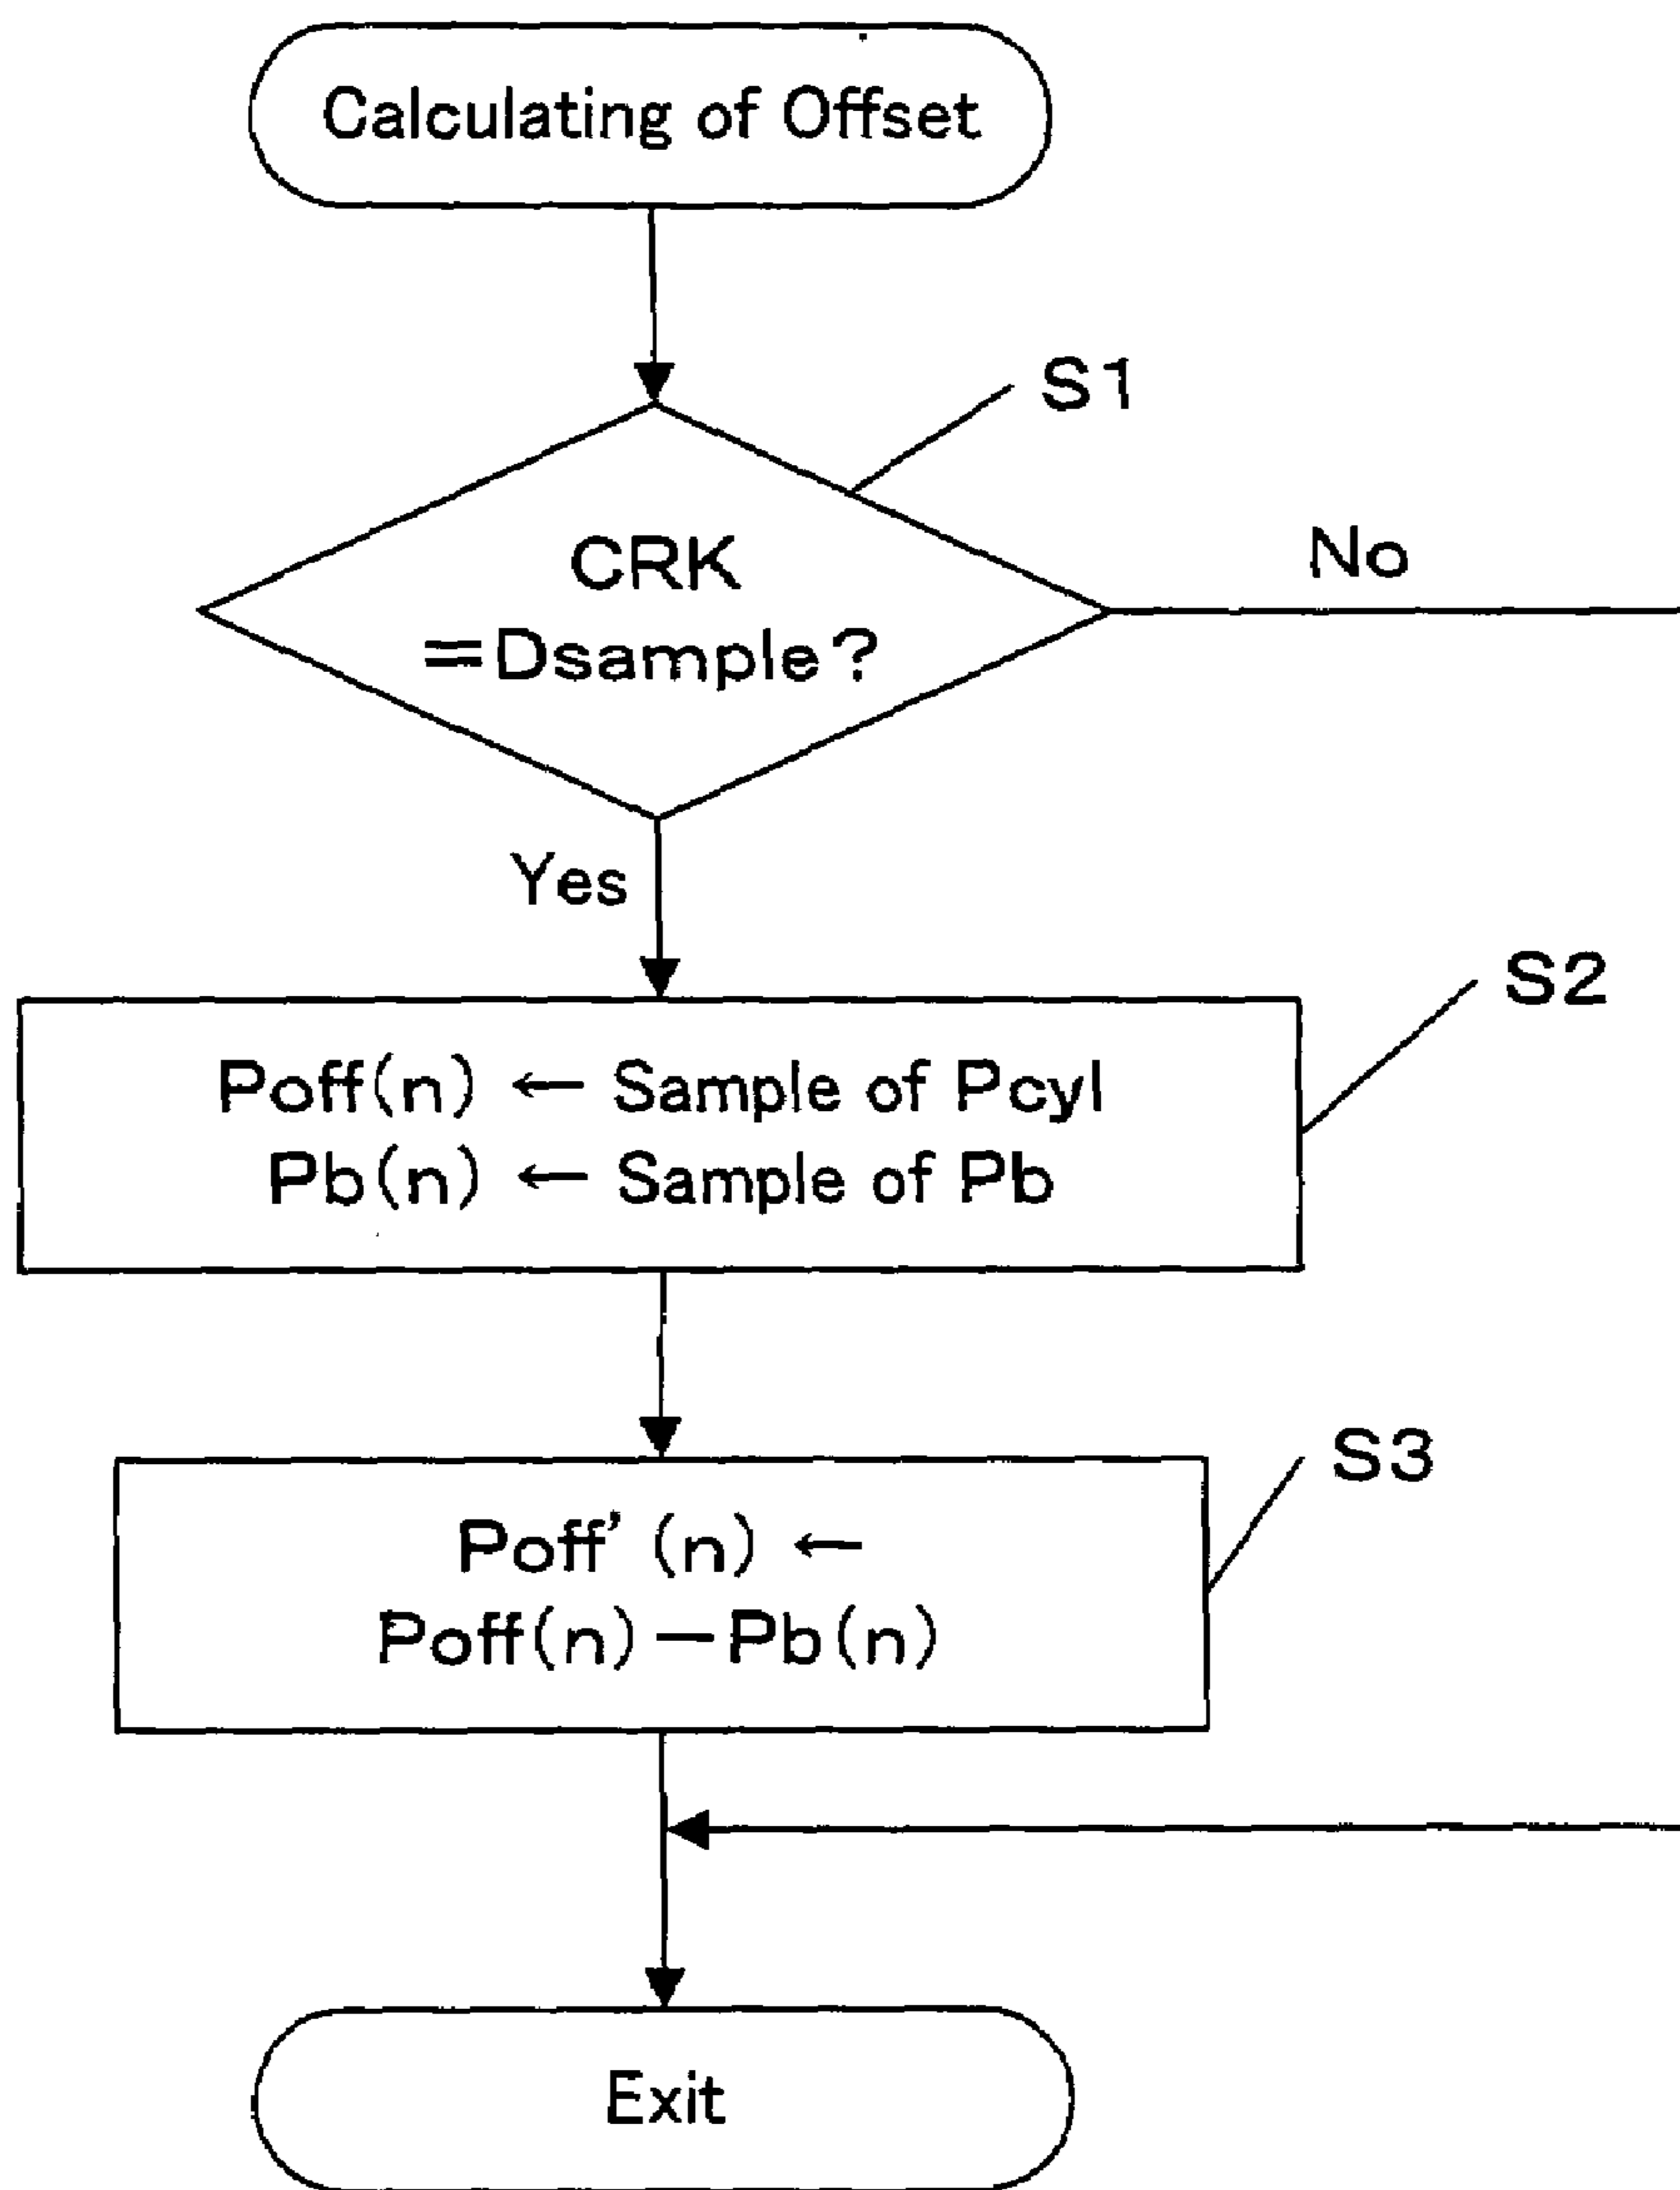 Calculating of Offset
S1
CRK
=Dsample?
No
Yes
S2
Poff(n) ← Sample of Pcyl
Pb(n) ← Sample of Pb
S3
Poff' (n) ←
Poff(n)−Pb(n)
Exit